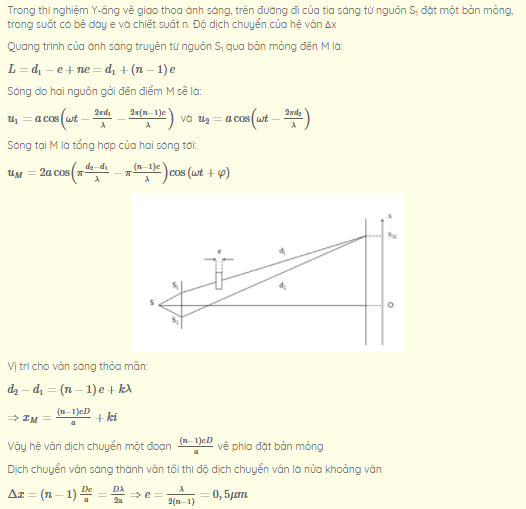 Trong thí nghiệm Y-âng về giao thoa ánh sáng, trên đường đi của tia sáng từ nguồn S₁ đặt một bản mỏng,
trong suốt có bề dày e và chiết suất n. Độ dịch chuyển của hệ vân Δx
Quang trình của ánh sáng truyền từ nguồn S₁ qua bản mỏng đến M là:
L = d₁ − e + ne = d₁ + (n − 1) e
Sóng do hai nguồn gởi đến điểm M sẽ là:
u₁ = a cos(ωt − 2πd₁/λ − 2π(n−1)e/λ) và u₂ = a cos(ωt − 2πd₂/λ)
Sóng tại M là tổng hợp của hai sóng tới:
u_M = 2a cos(π (d₂−d₁)/λ − π (n−1)e/λ) cos (ωt + φ)
x
e
d₁
x_M
S₁
d₂
S
O
S₂
Vị trí cho vân sáng thỏa mãn:
d₂ − d₁ = (n − 1) e + kλ
⇒ x_M = (n−1)eD/a + ki
Vậy hệ vân dịch chuyển một đoạn (n−1)eD/a về phía đặt bản mỏng
Dịch chuyển vân sáng thành vân tối thì độ dịch chuyển vân là nửa khoảng vân
Δx = (n − 1) De/a = Dλ/2a ⇒ e = λ/2(n−1) = 0,5μm